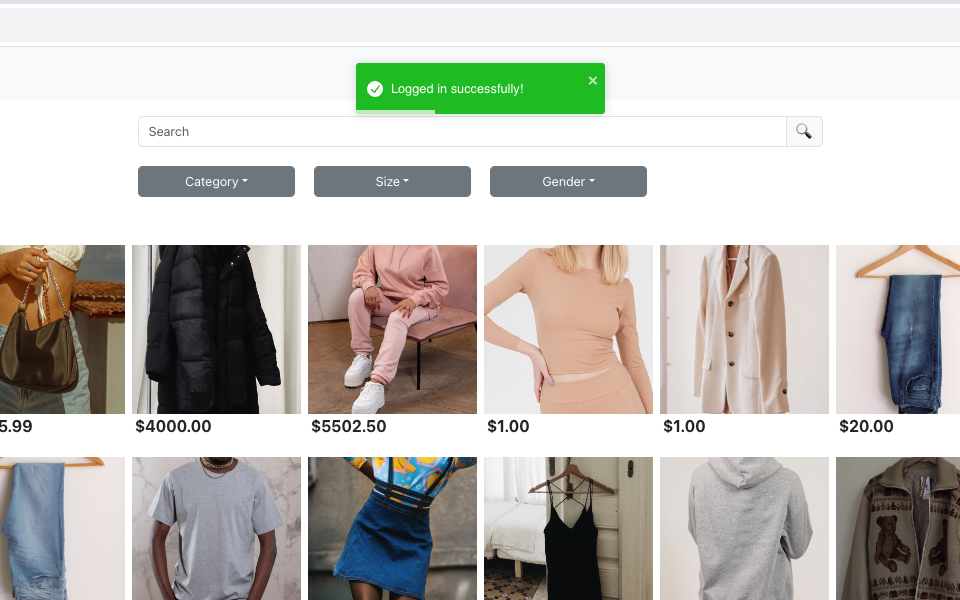 Logged in successfully!
Search
Category
Size
Gender
5.99
$4000.00
$5502.50
$1.00
$1.00
$20.00